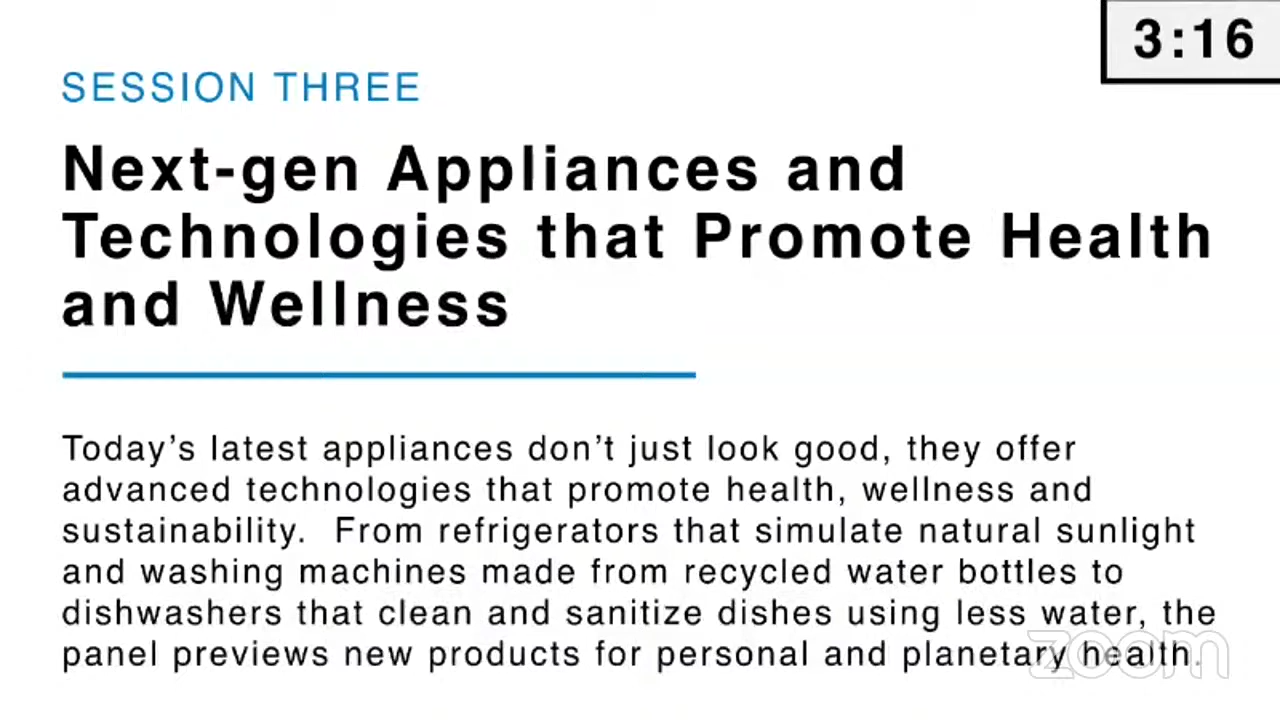 3:16
SESSION THREE
Next-gen Appliances and
Technologies that Promote Health
and Wellness
Today’s latest appliances don’t just look good, they offer
advanced technologies that promote health, wellness and
sustainability.  From refrigerators that simulate natural sunlight
and washing machines made from recycled water bottles to
dishwashers that clean and sanitize dishes using less water, the
panel previews new products for personal and planetary health.
zoom